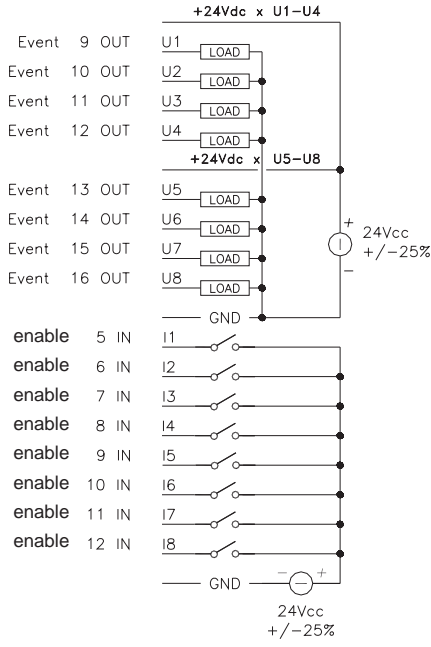 +24Vdc x U1-U4
Event 9 OUT U1 LOAD
Event 10 OUT U2 LOAD
Event 11 OUT U3 LOAD
Event 12 OUT U4 LOAD
+24Vdc x U5-U8
Event 13 OUT U5 LOAD
Event 14 OUT U6 LOAD
Event 15 OUT U7 LOAD
Event 16 OUT U8 LOAD
+
24Vcc
+/-25%
-
GND
enable 5 IN I1
enable 6 IN I2
enable 7 IN I3
enable 8 IN I4
enable 9 IN I5
enable 10 IN I6
enable 11 IN I7
enable 12 IN I8
GND - +
24Vcc
+/-25%